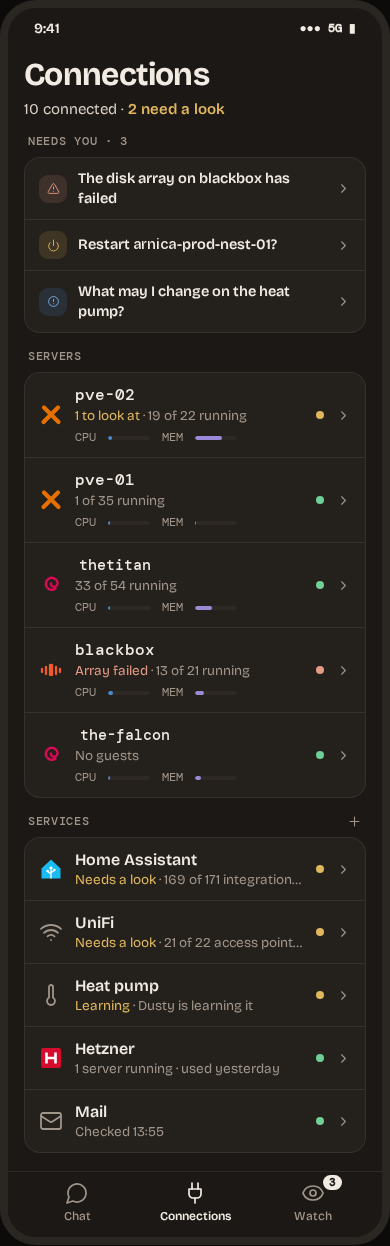 9:41
5G
Connections
10 connected · 2 need a look
NEEDS YOU · 3
The disk array on blackbox has
failed
Restart arnica-prod-nest-01?
What may I change on the heat
pump?
SERVERS
pve-02
1 to look at · 19 of 22 running
CPU MEM
pve-01
1 of 35 running
CPU MEM
thetitan
33 of 54 running
CPU MEM
blackbox
Array failed · 13 of 21 running
CPU MEM
the-falcon
No guests
CPU MEM
SERVICES +
Home Assistant
Needs a look · 169 of 171 integration...
UniFi
Needs a look · 21 of 22 access point...
Heat pump
Learning · Dusty is learning it
Hetzner
1 server running · used yesterday
Mail
Checked 13:55
3
Chat Connections Watch